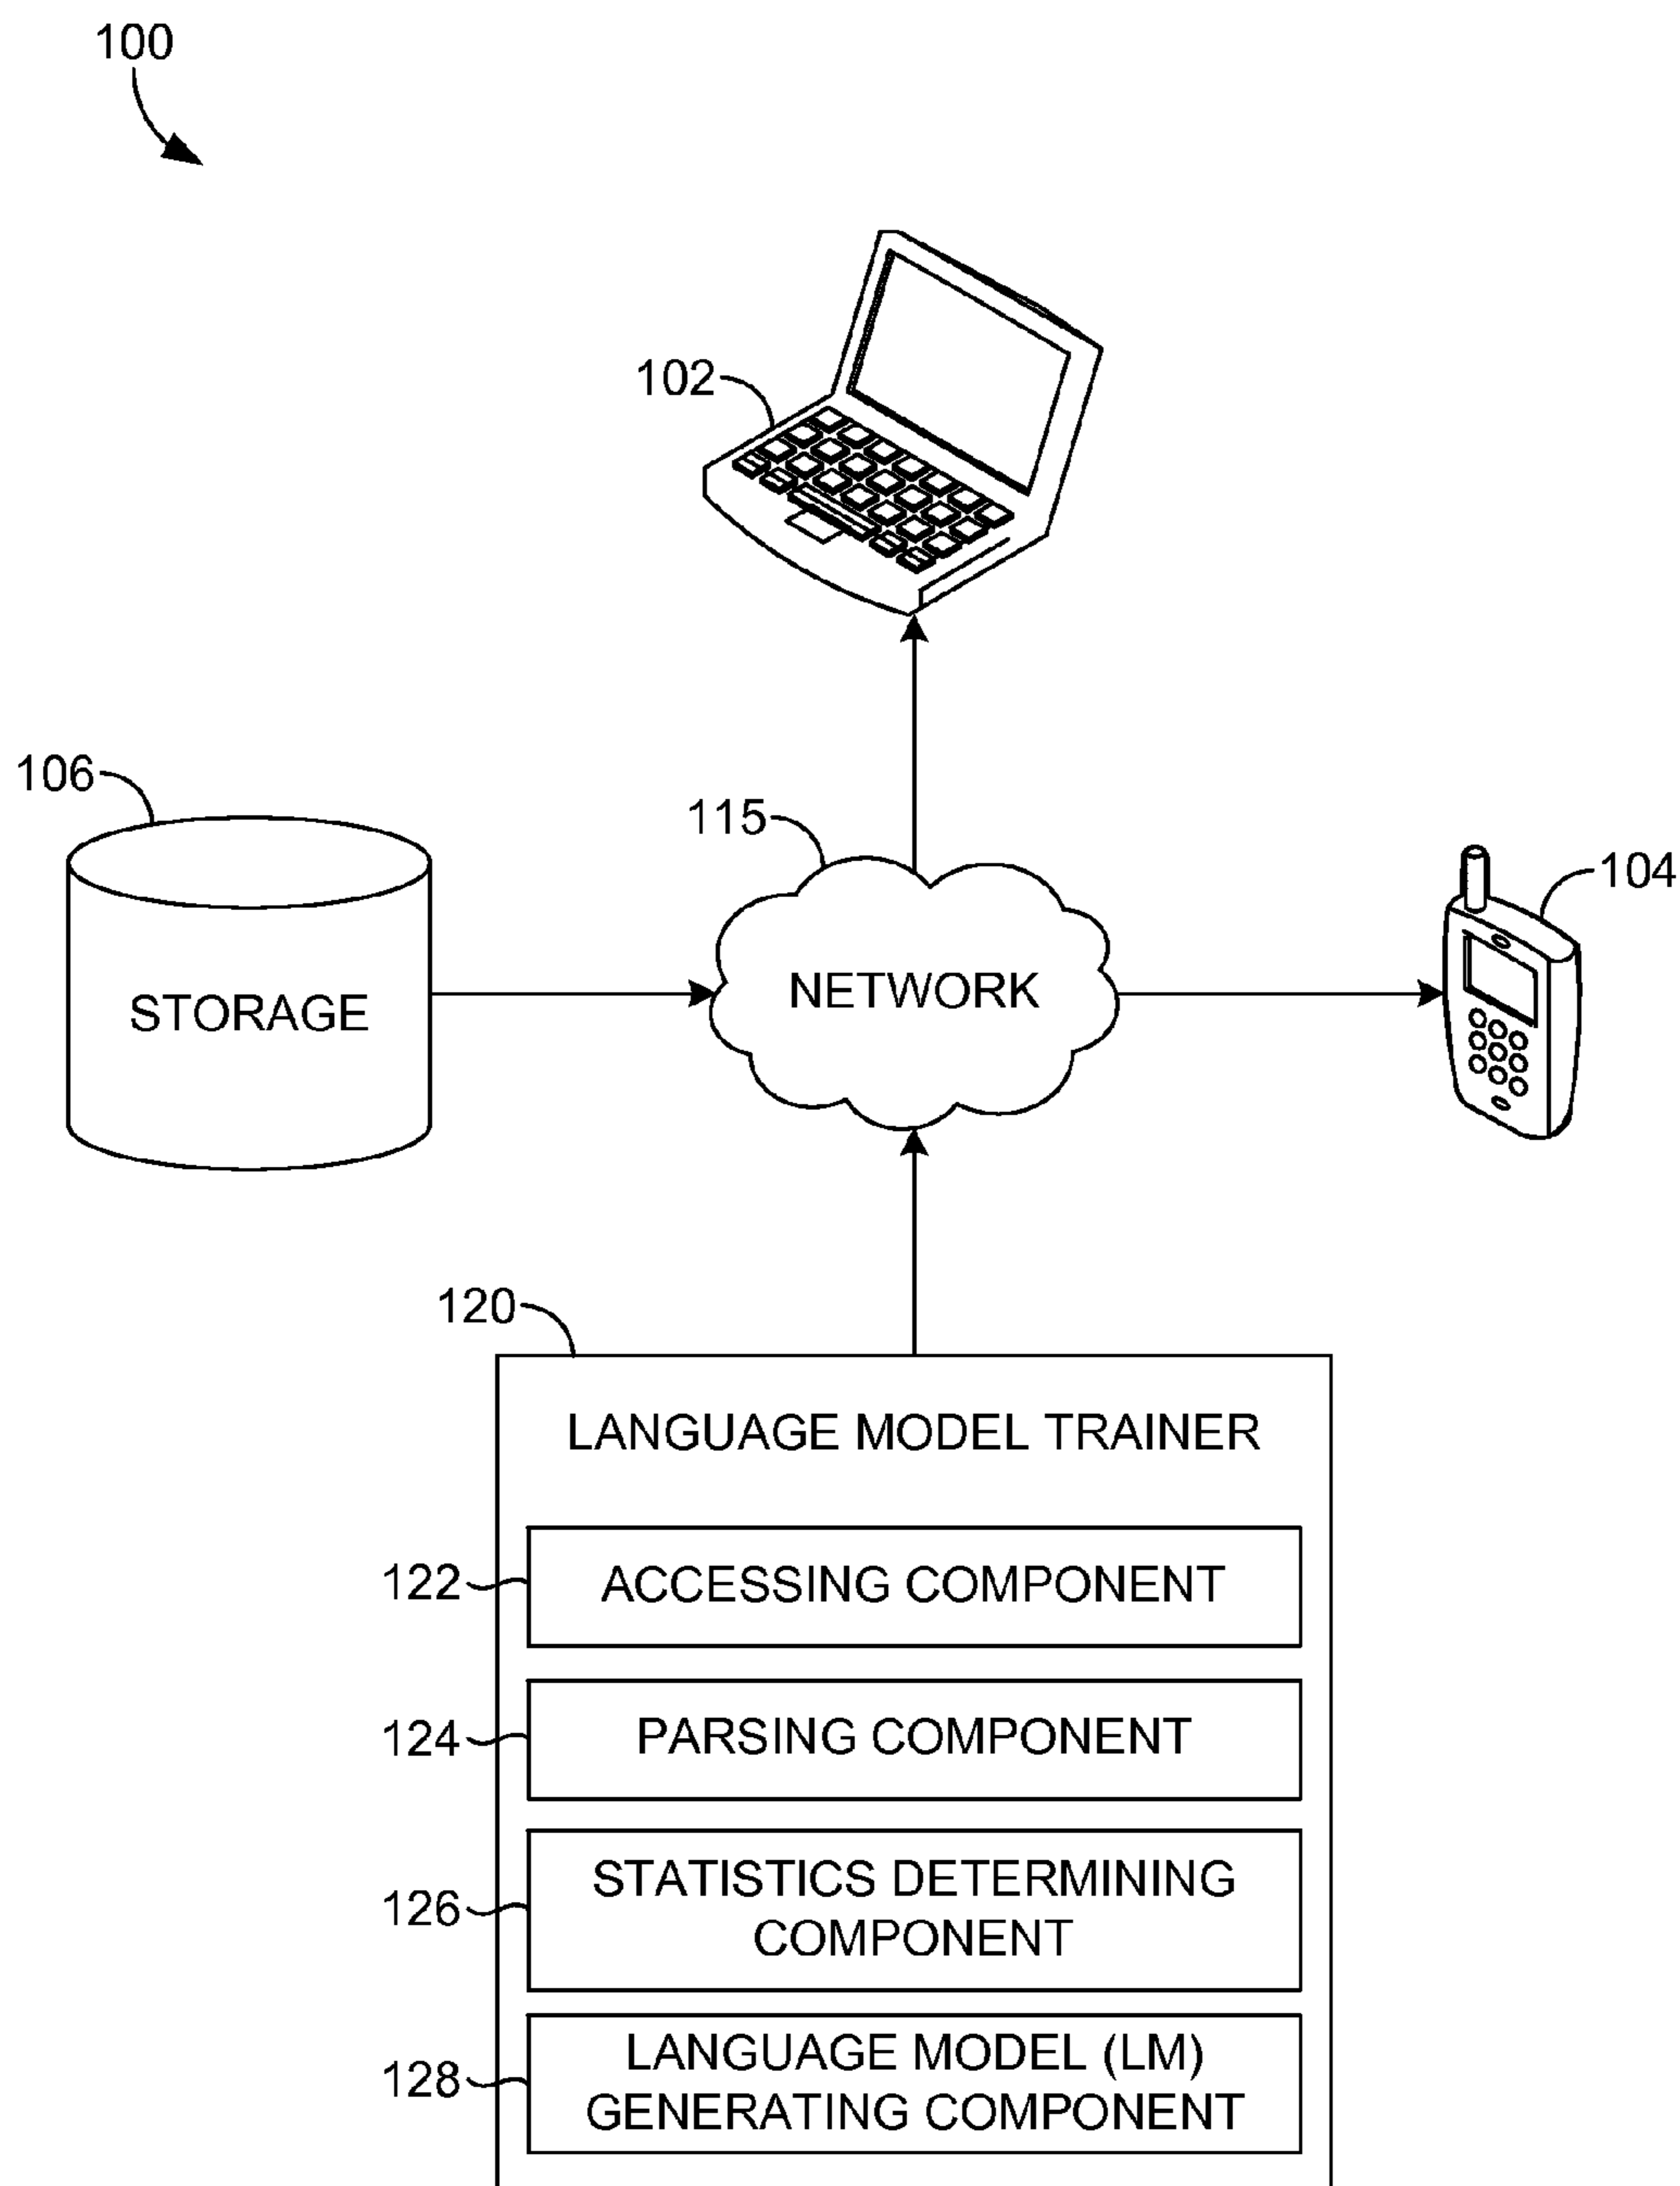 100
102
106
115
104
STORAGE
NETWORK
120
LANGUAGE MODEL TRAINER
122
ACCESSING COMPONENT
124
PARSING COMPONENT
126
STATISTICS DETERMINING
COMPONENT
128
LANGUAGE MODEL (LM)
GENERATING COMPONENT